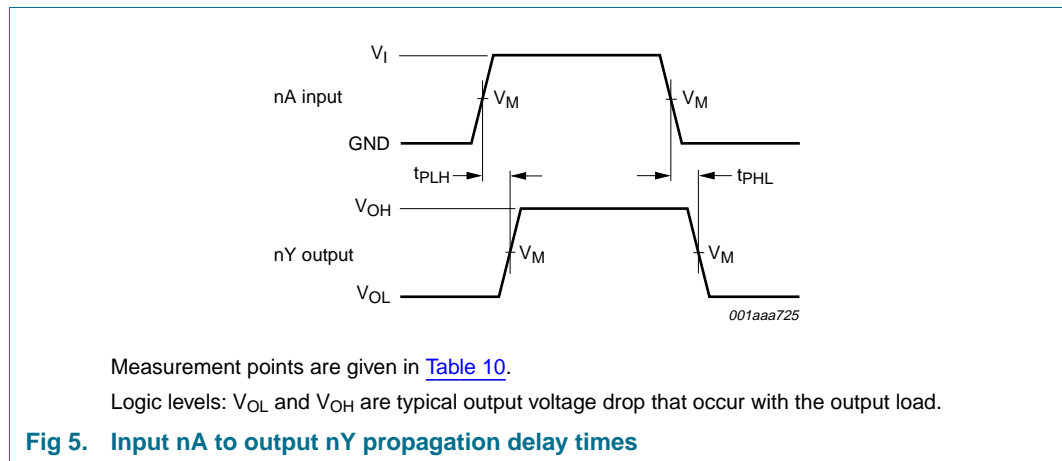 VI
nA input
VM
VM
GND
tPLH
tPHL
VOH
nY output
VM
VM
VOL
001aaa725
Measurement points are given in Table 10.
Logic levels: VOL and VOH are typical output voltage drop that occur with the output load.
Fig 5. Input nA to output nY propagation delay times